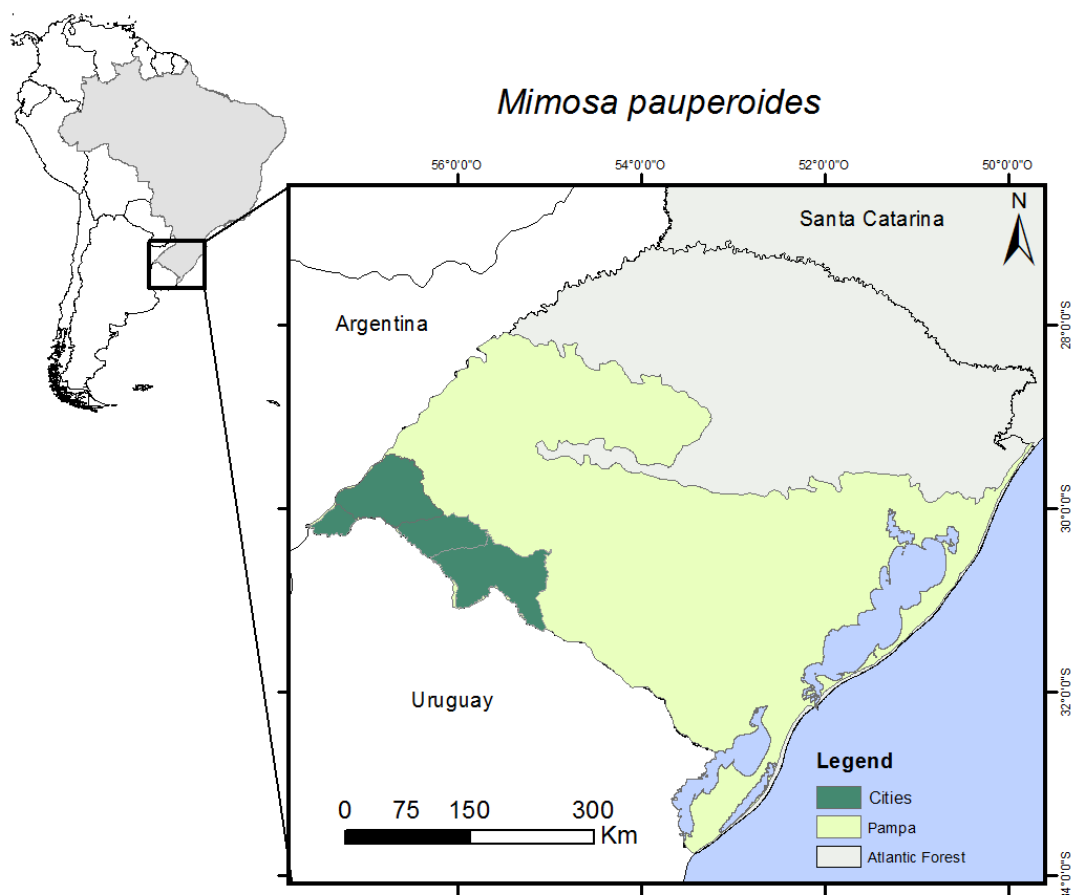 Mimosa pauperoides
56°0'0"O
54°0'0"O
52°0'0"O
50°0'0"O
Santa Catarina
N
Argentina
28°0'0"S
30°0'0"S
Uruguay
32°0'0"S
Legend
Cities
Pampa
Atlantic Forest
0 75 150 300
Km
34°0'0"S